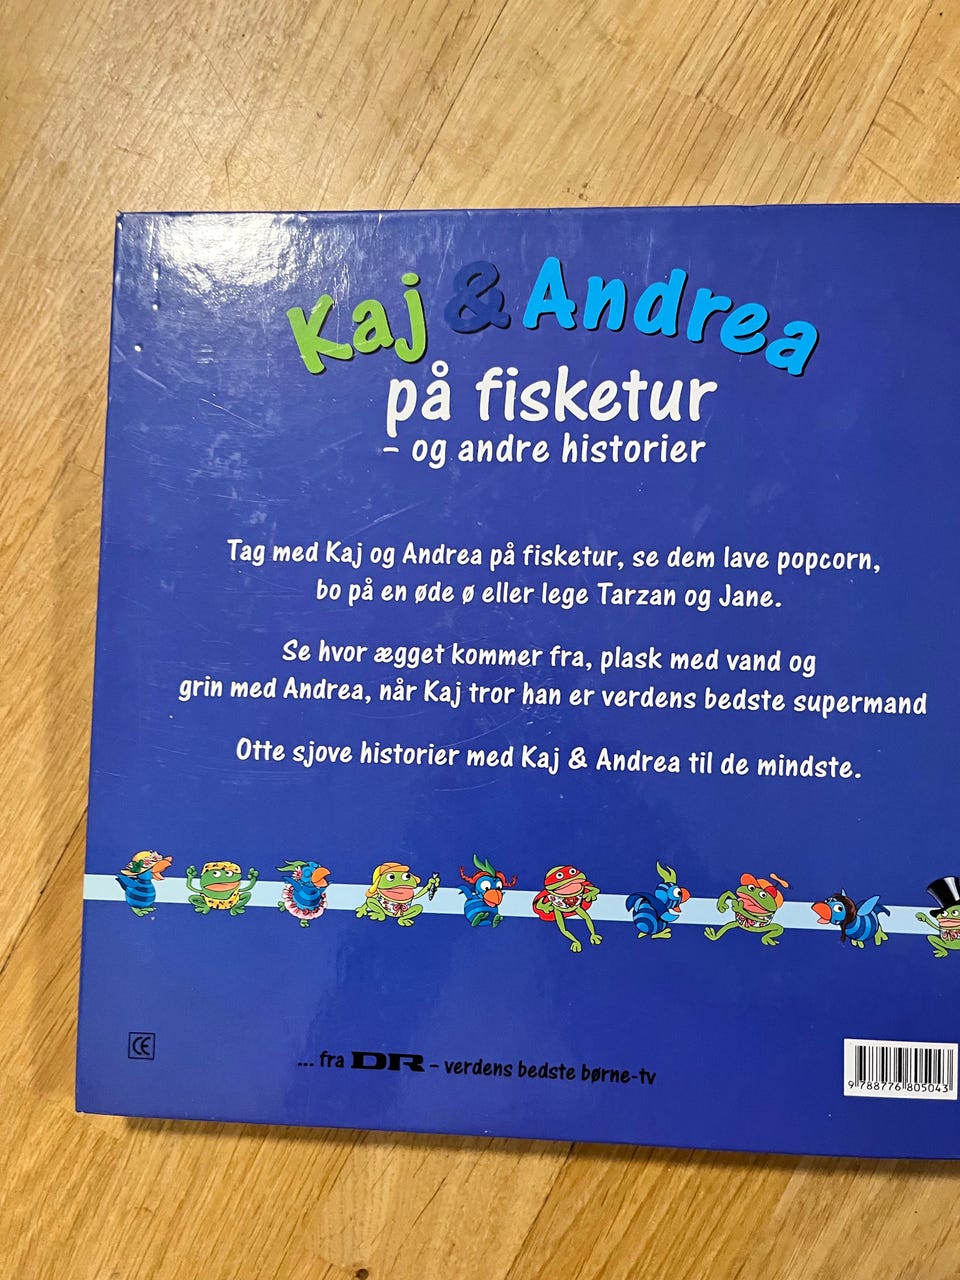 Kaj & Andrea
på fisketur
- og andre historier
Tag med Kaj og Andrea på fisketur, se dem lave popcorn,
bo på en øde ø eller lege Tarzan og Jane.
Se hvor ægget kommer fra, plask med vand og
grin med Andrea, når Kaj tror han er verdens bedste supermand
Otte sjove historier med Kaj & Andrea til de mindste.
CE
... fra DR - verdens bedste børne-tv
9 788776 805043